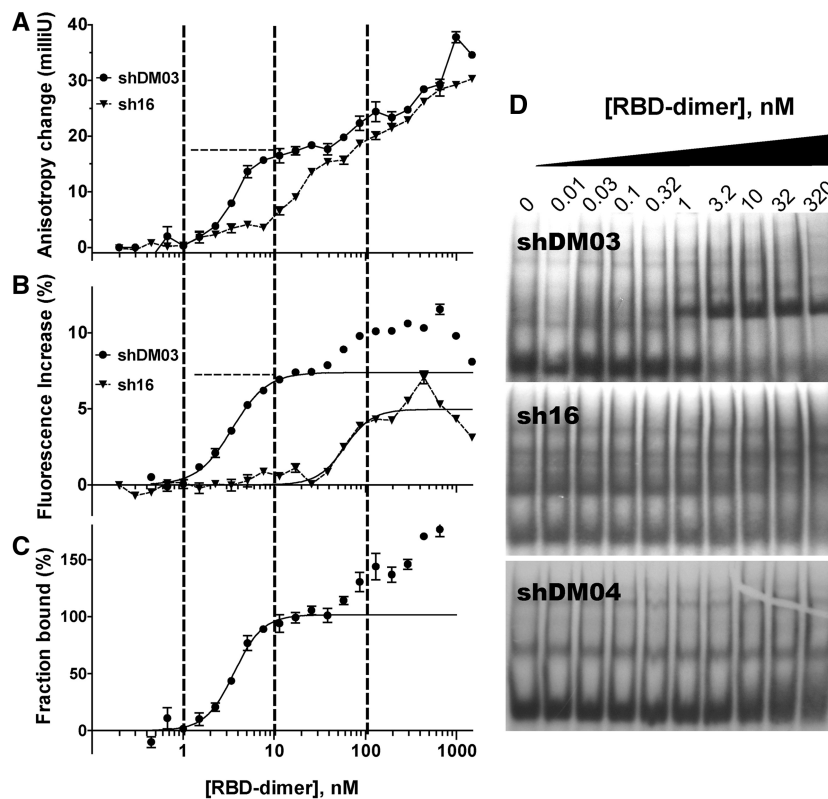 A
Anisotropy change (milliU)
40
30
20
10
0
shDM03
sh16
B
Fluorescence Increase (%)
10
5
0
shDM03
sh16
C
Fraction bound (%)
150
100
50
0
1 10 100 1000
[RBD-dimer], nM
D
[RBD-dimer], nM
0 0.01 0.03 0.1 0.32 1 3.2 10 32 320
shDM03
sh16
shDM04